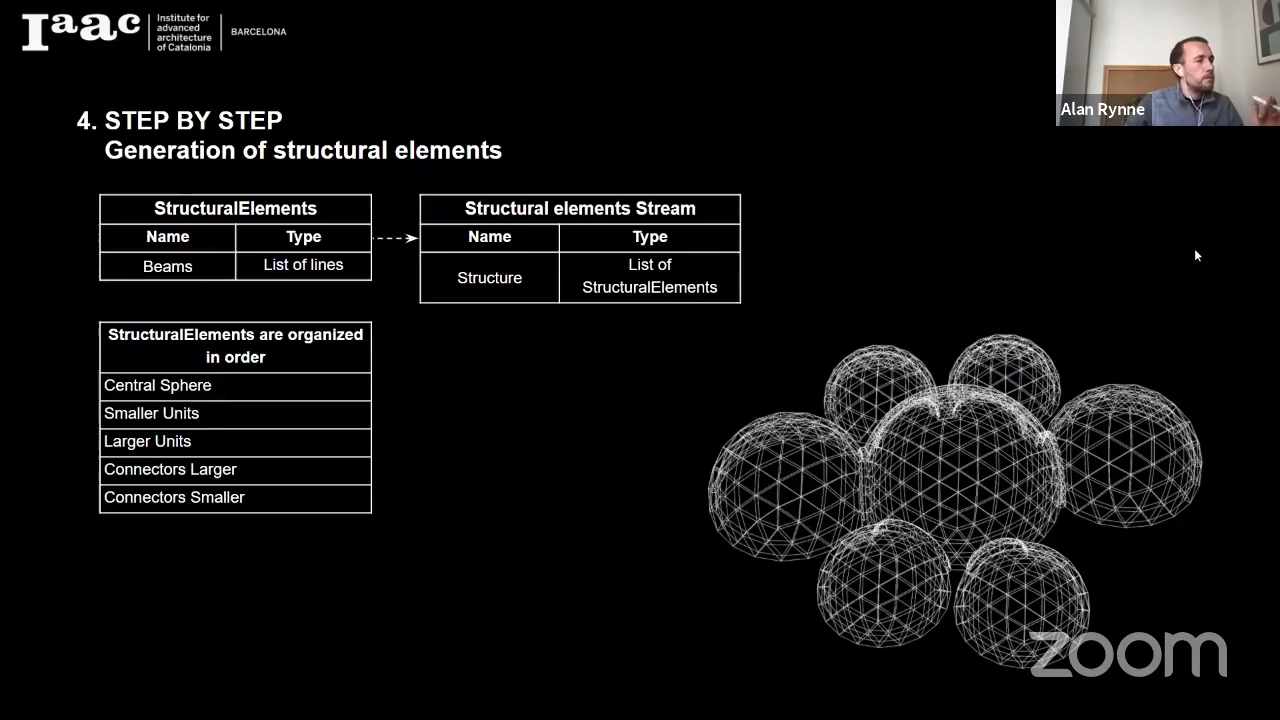 Iaac
Institute for
advanced
architecture
of Catalonia
BARCELONA
Alan Rynne
4. STEP BY STEP
Generation of structural elements
StructuralElements
Name Type
Beams List of lines
Structural elements Stream
Name Type
Structure List of
StructuralElements
StructuralElements are organized
in order
Central Sphere
Smaller Units
Larger Units
Connectors Larger
Connectors Smaller
zoom